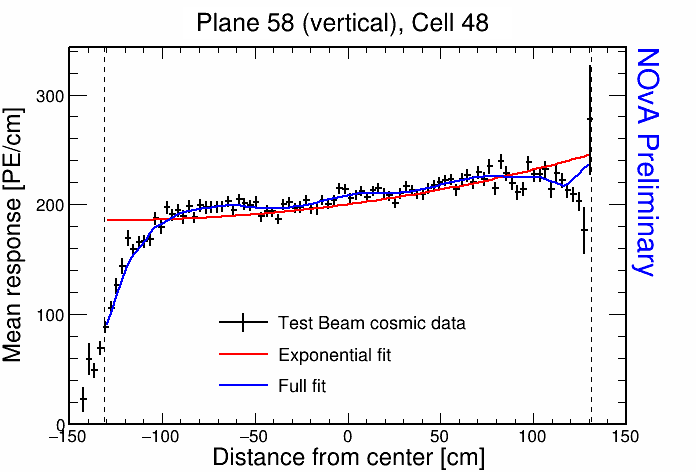 Plane 58 (vertical), Cell 48
NOvA Preliminary
Mean response [PE/cm]
300
200
100
0
Test Beam cosmic data
Exponential fit
Full fit
−150 −100 −50 0 50 100 150
Distance from center [cm]